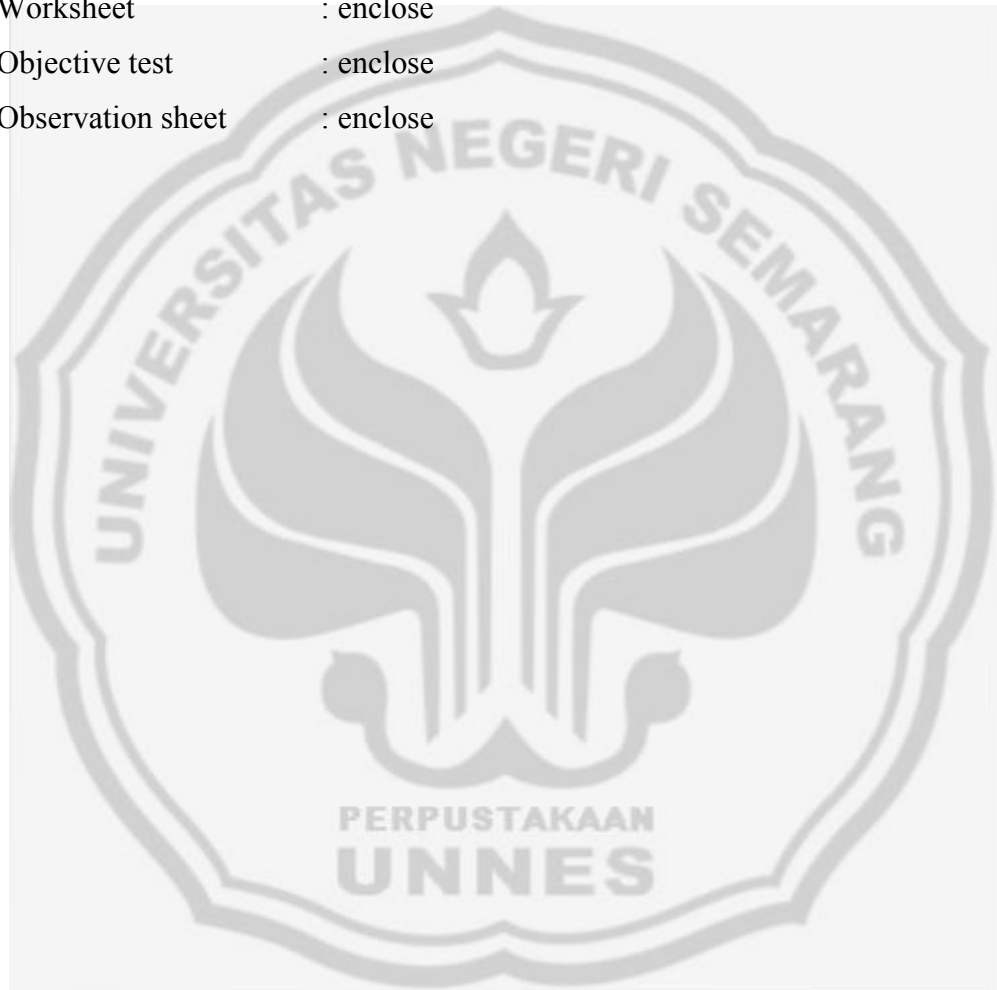 Worksheet : enclose
Objective test : enclose
Observation sheet : enclose
UNIVERSITAS NEGERI SEMARANG
PERPUSTAKAAN
UNNES